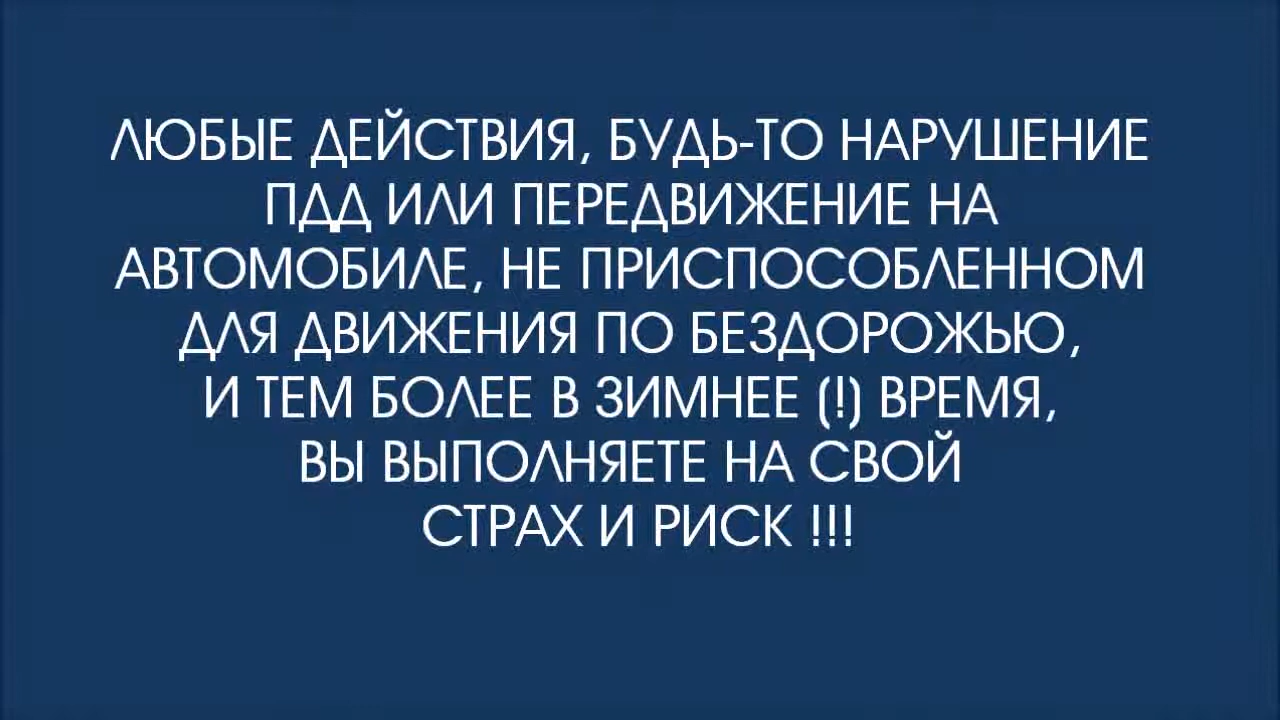 ЛЮБЫЕ ДЕЙСТВИЯ, БУДЬ-ТО НАРУШЕНИЕ
ПДД ИЛИ ПЕРЕДВИЖЕНИЕ НА
АВТОМОБИЛЕ, НЕ ПРИСПОСОБЛЕННОМ
ДЛЯ ДВИЖЕНИЯ ПО БЕЗДОРОЖЬЮ,
И ТЕМ БОЛЕЕ В ЗИМНЕЕ (!) ВРЕМЯ,
ВЫ ВЫПОЛНЯЕТЕ НА СВОЙ
СТРАХ И РИСК !!!